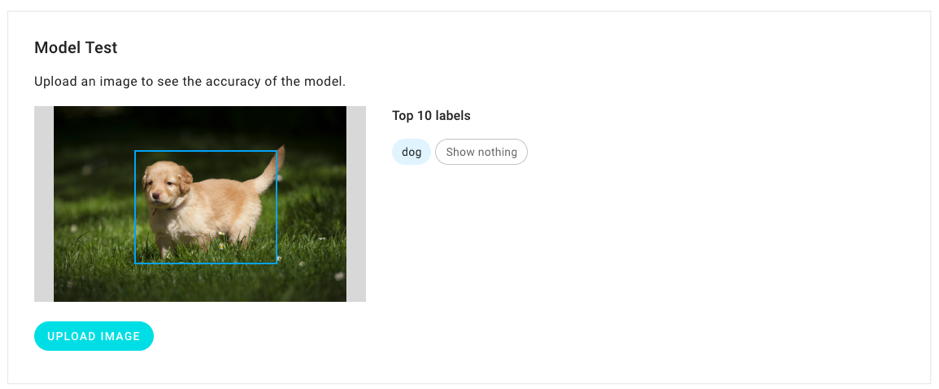 Model Test
Upload an image to see the accuracy of the model.
Top 10 labels
dog Show nothing
UPLOAD IMAGE